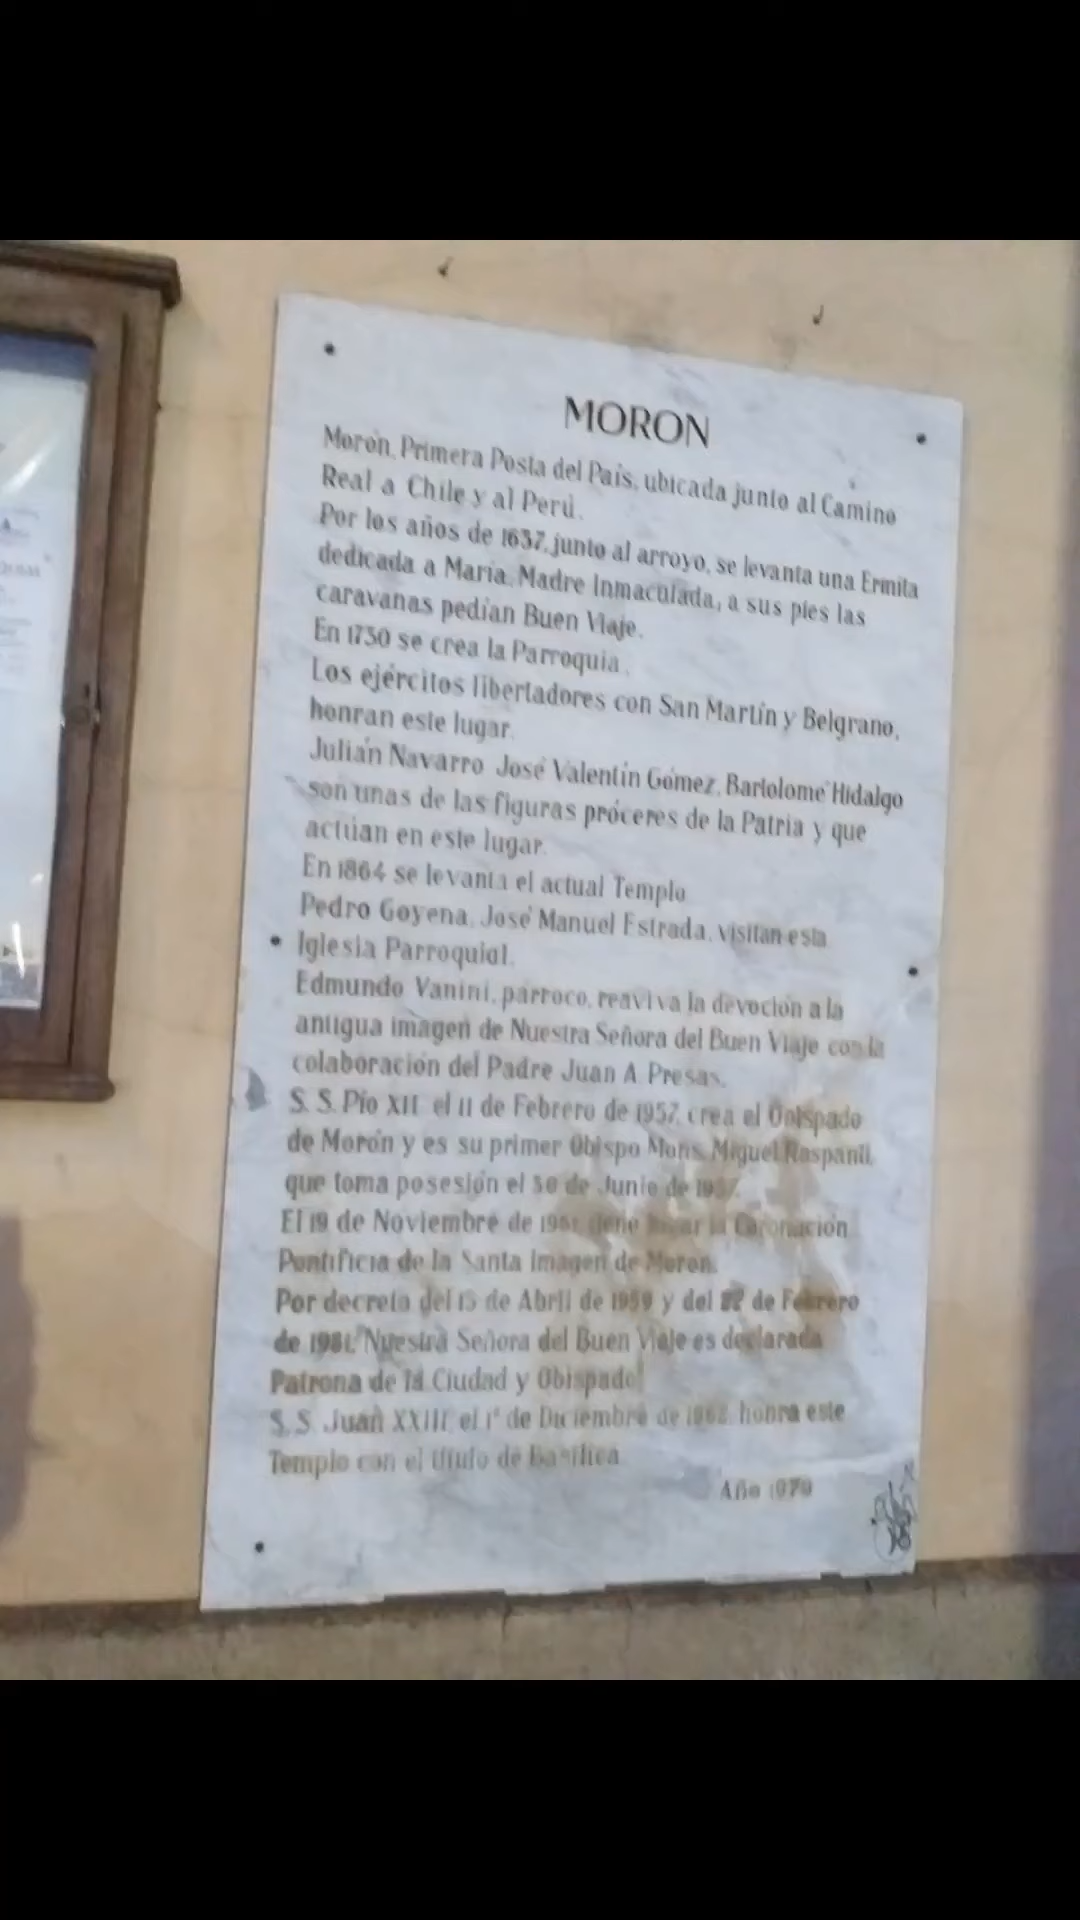 MORON
Morón, Primera Posta del País, ubicada junto al Camino
Real a Chile y al Perú.
Por los años de 1637, junto al arroyo, se levanta una Ermita
dedicada a María, Madre Inmaculada, a sus pies las
caravanas pedían Buen Viaje.
En 1730 se crea la Parroquia.
Los ejércitos libertadores con San Martín y Belgrano,
honran este lugar.
Julián Navarro José Valentín Gómez, Bartolomé Hidalgo
son unas de las figuras próceres de la Patria y que
actúan en este lugar.
En 1864 se levanta el actual Templo
Pedro Goyena, José Manuel Estrada, visitan esta
Iglesia Parroquial.
Edmundo Vanini, párroco, reaviva la devoción a la
antigua imagen de Nuestra Señora del Buen Viaje con la
colaboración del Padre Juan A. Presas.
S. S. Pío XII el 11 de Febrero de 1957, crea el Obispado
de Morón y es su primer Obispo Mons. Miguel Raspanti,
que toma posesión el 30 de Junio de 1957.
El 19 de Noviembre de tiene lugar la Coronación
Pontificia de la Santa Imagen de Moron.
Por decreto del de Abril de 1959 y del de Febrero
de 1981, Nuestra Señora del Buen Viaje es declarada
Patrona de la Ciudad y Obispado
S. S. Juan XXIII, el 1° de Diciembre de honra este
Templo con el título de Basílica
Año 1979